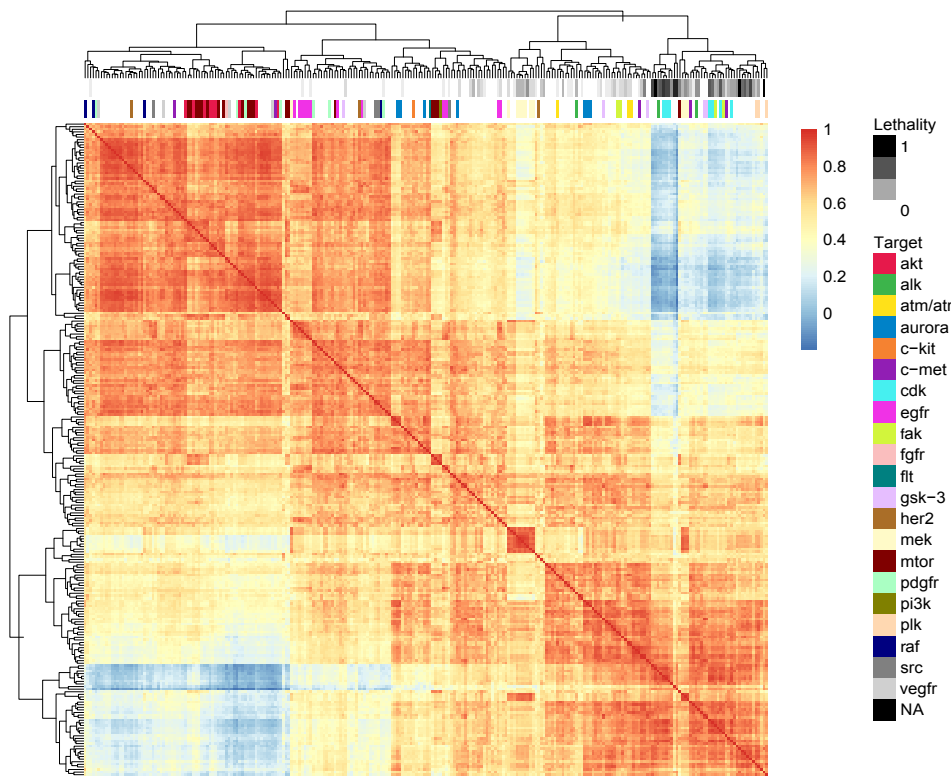 1
0.8
0.6
0.4
0.2
0
Lethality
1
0
Target
akt
alk
atm/atr
aurora
c-kit
c-met
cdk
egfr
fak
fgfr
flt
gsk-3
her2
mek
mtor
pdgfr
pi3k
plk
raf
src
vegfr
NA